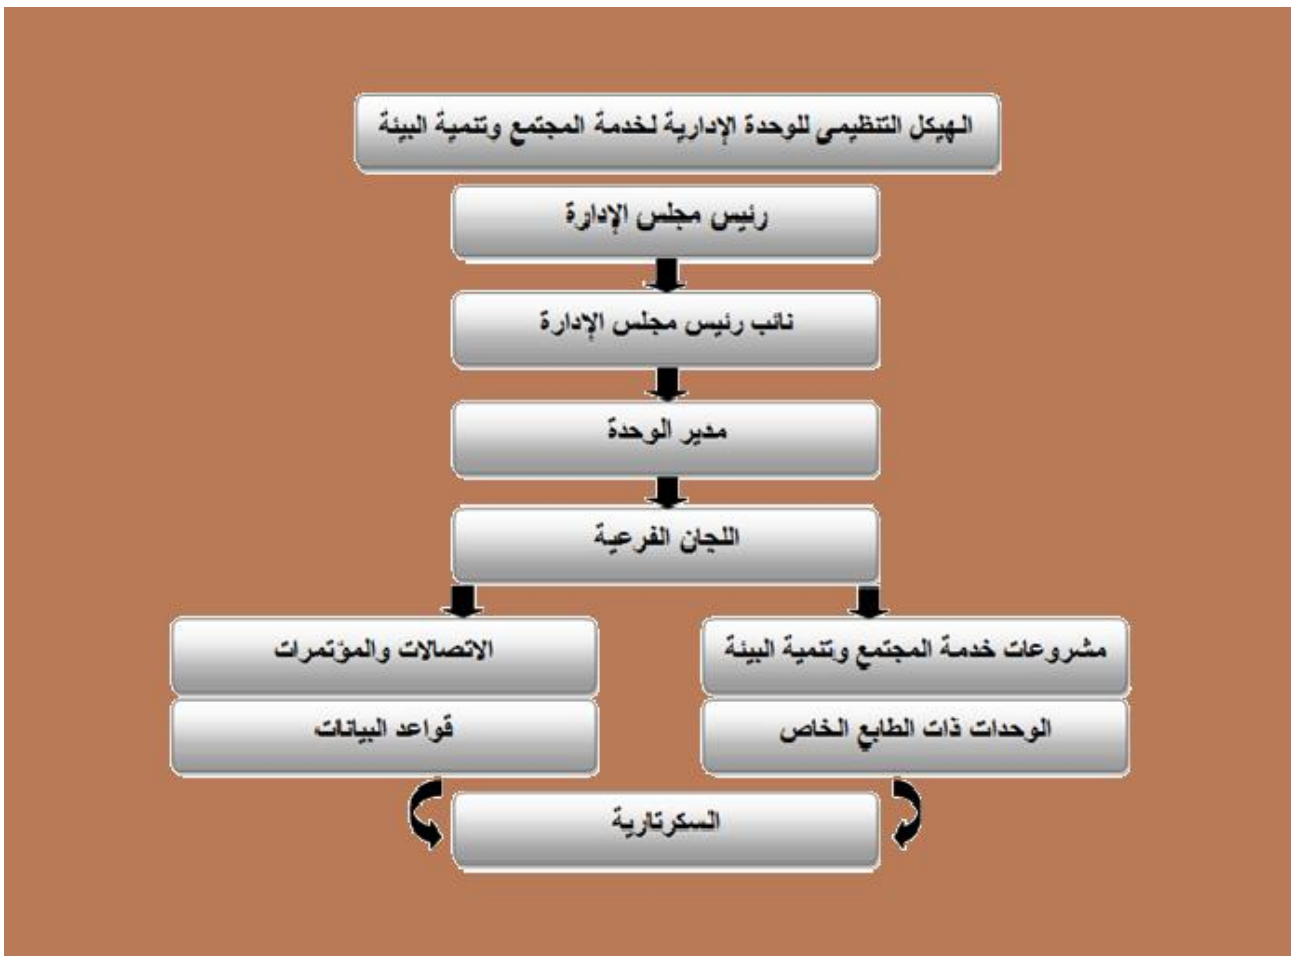 الهيكل التنظيمى للوحدة الإدارية لخدمة المجتمع وتنمية البيئة
رئيس مجلس الإدارة
نائب رئيس مجلس الإدارة
مدير الوحدة
اللجان الفرعية
مشروعات خدمة المجتمع وتنمية البيئة
الاتصالات والمؤتمرات
الوحدات ذات الطابع الخاص
قواعد البيانات
السكرتارية